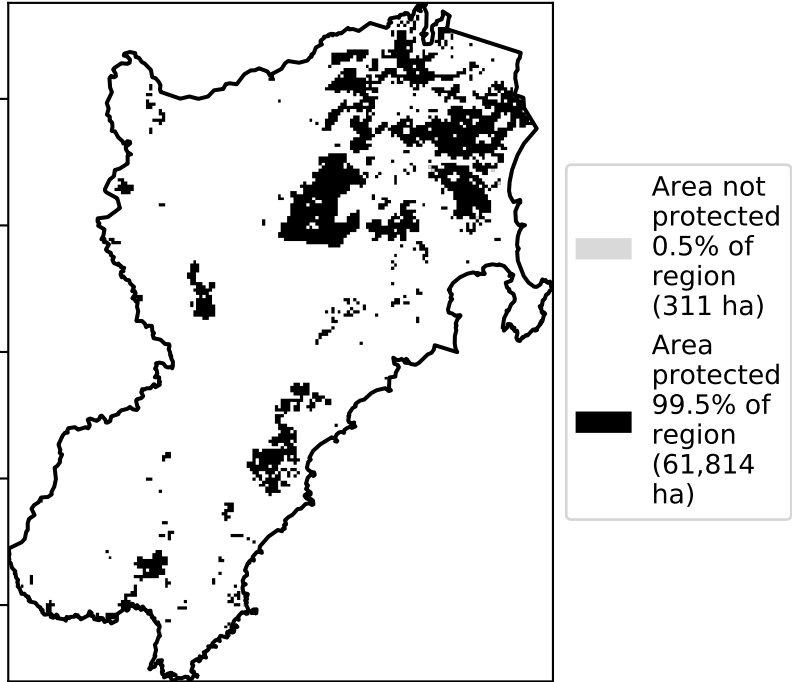 Area not
protected
0.5% of
region
(311 ha)
Area
protected
99.5% of
region
(61,814
ha)